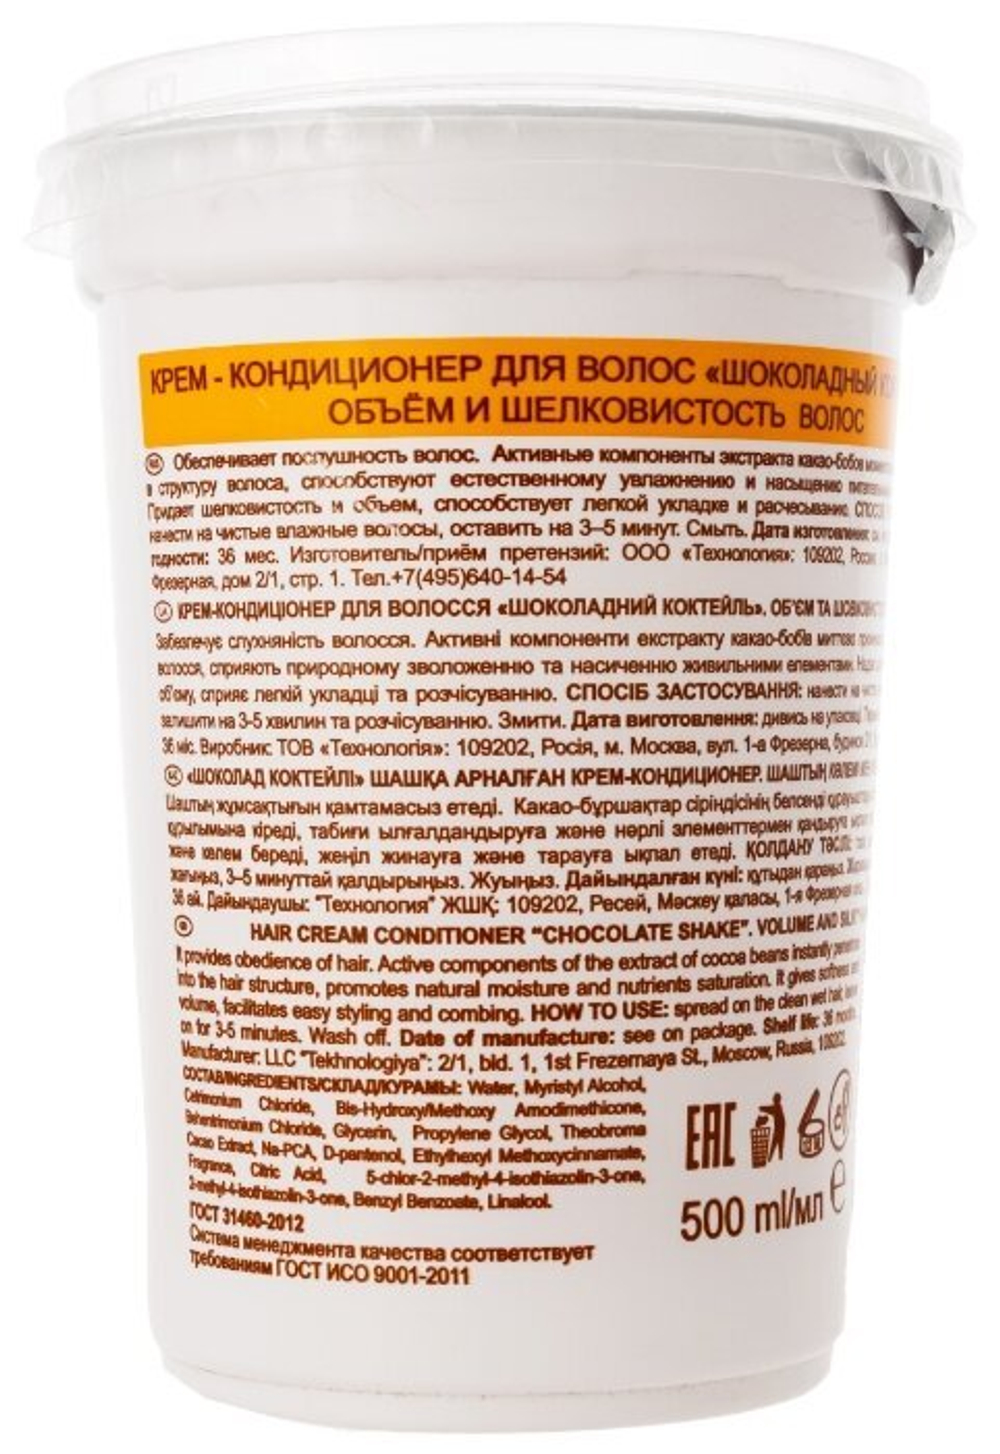 КРЕМ - КОНДИЦИОНЕР ДЛЯ ВОЛОС «ШОКОЛАДНЫЙ
ОБЪЁМ И ШЕЛКОВИСТОСТЬ ВОЛОС
Обеспечивает послушность волос. Активные компоненты экстракта какао-бобов
в структуру волоса, способствуют естественному увлажнению и насыщению
Придает шелковистость и объем, способствует легкой укладке и расчесыванию.
нанести на чистые влажные волосы, оставить на 3–5 минут. Смыть. Дата изготовления:
годности: 36 мес. Изготовитель/приём претензий: ООО «Технология»: 109202,
Фрезерная, дом 2/1, стр. 1. Тел.+7(495)640-14-54
КРЕМ-КОНДИЦІОНЕР ДЛЯ ВОЛОССЯ «ШОКОЛАДНИЙ КОКТЕЙЛЬ». ОБ'ЄМ ТА
Забезпечує слухняність волосся. Активні компоненти екстракту какао-бобів миттєво
волосся, сприяють природному зволоженню та насиченню живильними елементами.
об'єму, сприяє легкій укладці та розчісуванню. СПОСІБ ЗАСТОСУВАННЯ: нанести на
залишити на 3-5 хвилин та розчісуванню. Змити. Дата виготовлення: дивись на упаковці.
36 міс. Виробник: ТОВ «Технологія»: 109202, Росія, м. Москва, вул. 1-а Фрезерна,
«ШОКОЛАД КОКТЕЙЛІ» ШАШҚА АРНАЛҒАН КРЕМ-КОНДИЦИОНЕР. ШАШТЫҢ
Шаштың жұмсақтығын қамтамасыз етеді. Какао-бұршақтар сіріндісінің белсенді
құрылымына кіреді, табиғи ылғалдандыруға және нәрлі элементтермен қандыруға
және көлем береді, жеңіл жинауға және тарауға ықпал етеді. ҚОЛДАНУ ТӘСІЛІ:
жағыңыз, 3–5 минуттай қалдырыңыз. Жуыңыз. Дайындалған күні: құтыдан қараңыз.
36 ай. Дайындаушы: "Технология" ЖШҚ: 109202, Ресей, Мәскеу қаласы, 1-я
HAIR CREAM CONDITIONER "CHOCOLATE SHAKE". VOLUME AND
It provides obedience of hair. Active components of the extract of cocoa beans instantly
into the hair structure, promotes natural moisture and nutrients saturation. It gives softness
volume, facilitates easy styling and combing. HOW TO USE: spread on the clean wet hair,
on for 3-5 minutes. Wash off. Date of manufacture: see on package. Shelf life: 36
Manufacturer: LLC "Tekhnologiya": 2/1, bld. 1, 1st Frezernaya St., Moscow, Russia, 109202.
СОСТАВ/INGREDIENTS/СКЛАД/КУРАМЫ: Water, Myristyl Alcohol,
Cetrimonium Chloride, Bis-Hydroxy/Methoxy Amodimethicone,
Behentrimonium Chloride, Glycerin, Propylene Glycol, Theobroma
Cacao Extract, Na-PCA, D-pantenol, Ethylhexyl Methoxycinnamate,
Fragrance, Citric Acid, 5-chlor-2-methyl-4-isothiazolin-3-one,
2-methyl-4-isothiazolin-3-one, Benzyl Benzoate, Linalool.
ГОСТ 31460-2012
Система менеджмента качества соответствует
требованиям ГОСТ ИСО 9001-2011
EAC
500 ml/мл e